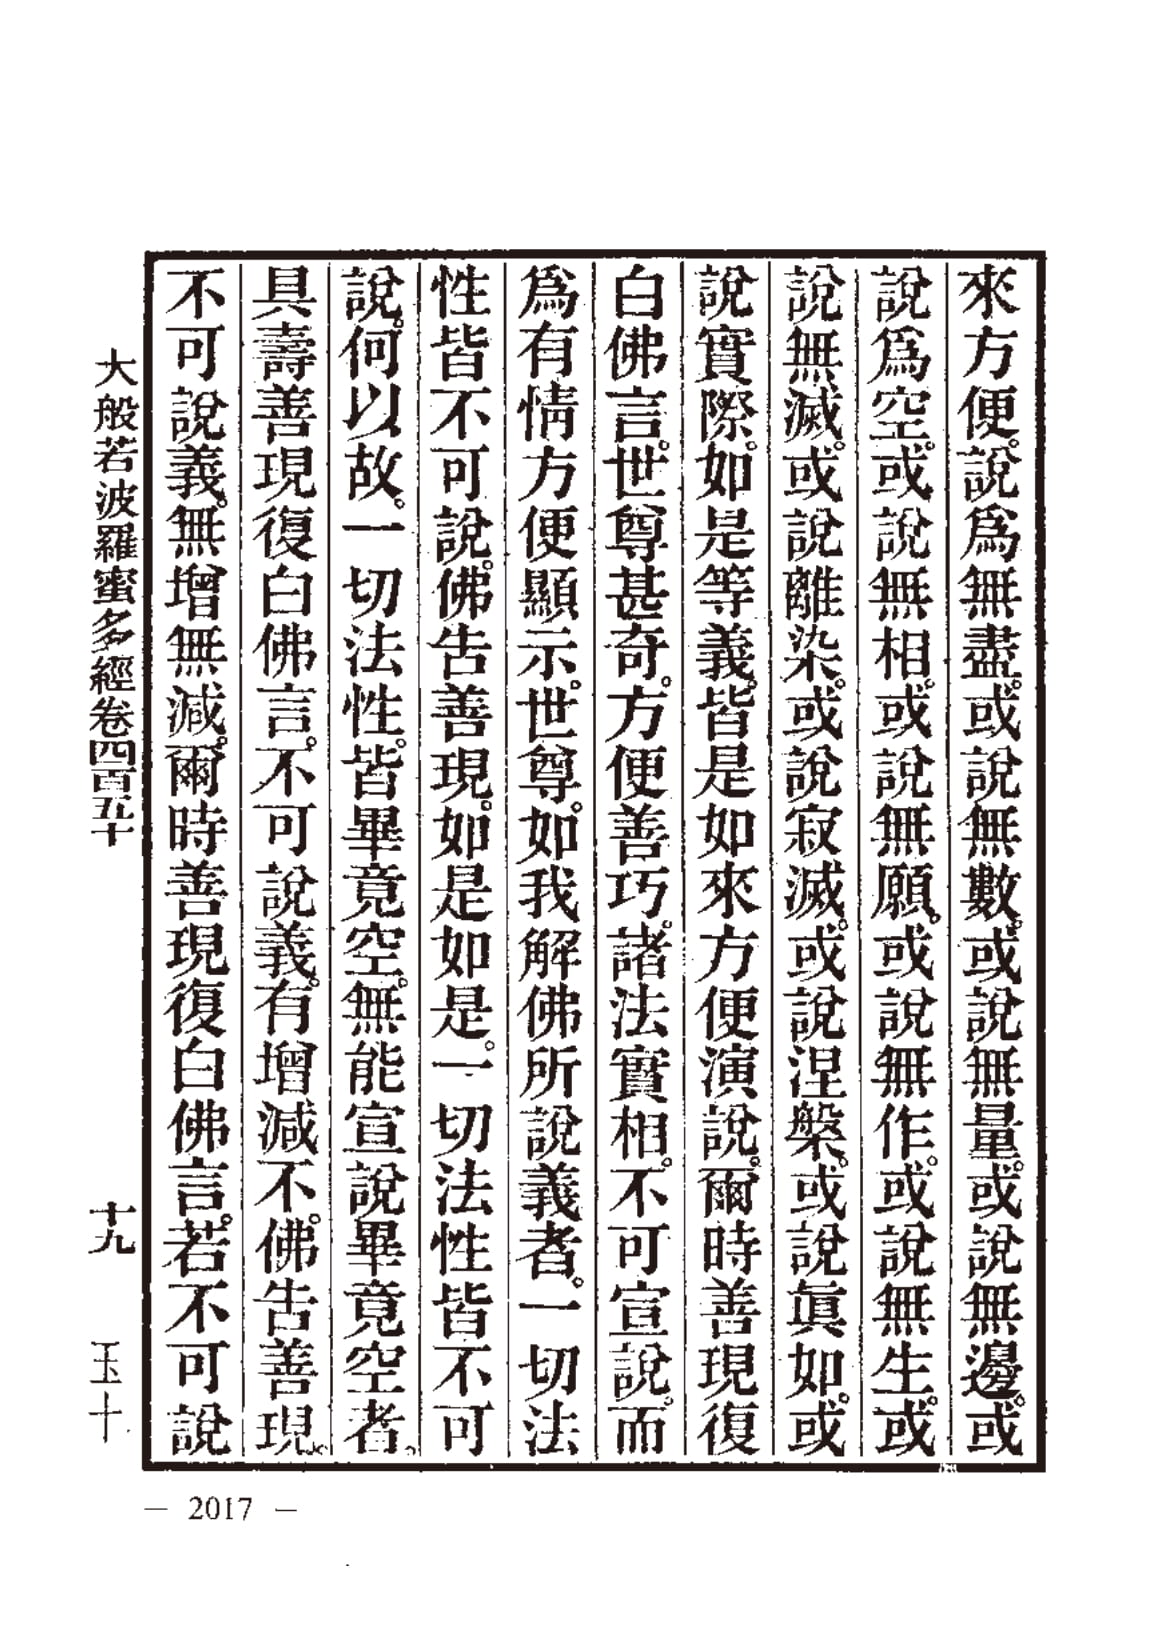 來方便。說爲無盡。或說無數。或說無量。或說無邊。或
說爲空。或說無相。或說無願。或說無作。或說無生。或
說無滅。或說離染。或說寂滅。或說涅槃。或說眞如。或
說實際。如是等義。皆是如來方便演說。爾時善現復
白佛言。世尊甚奇。方便善巧。諸法實相。不可宣說。而
爲有情方便顯示。世尊。如我解佛所說義者。一切法
性皆不可說。佛告善現。如是如是。一切法性皆不可
說。何以故。一切法性。皆畢竟空。無能宣說畢竟空者。
具壽善現復白佛言。不可說義。有增減不。佛告善現。
不可說義。無增無減。爾時善現復白佛言。若不可說
大般若波羅蜜多經卷四百五十 十九 玉十
— 2017 —